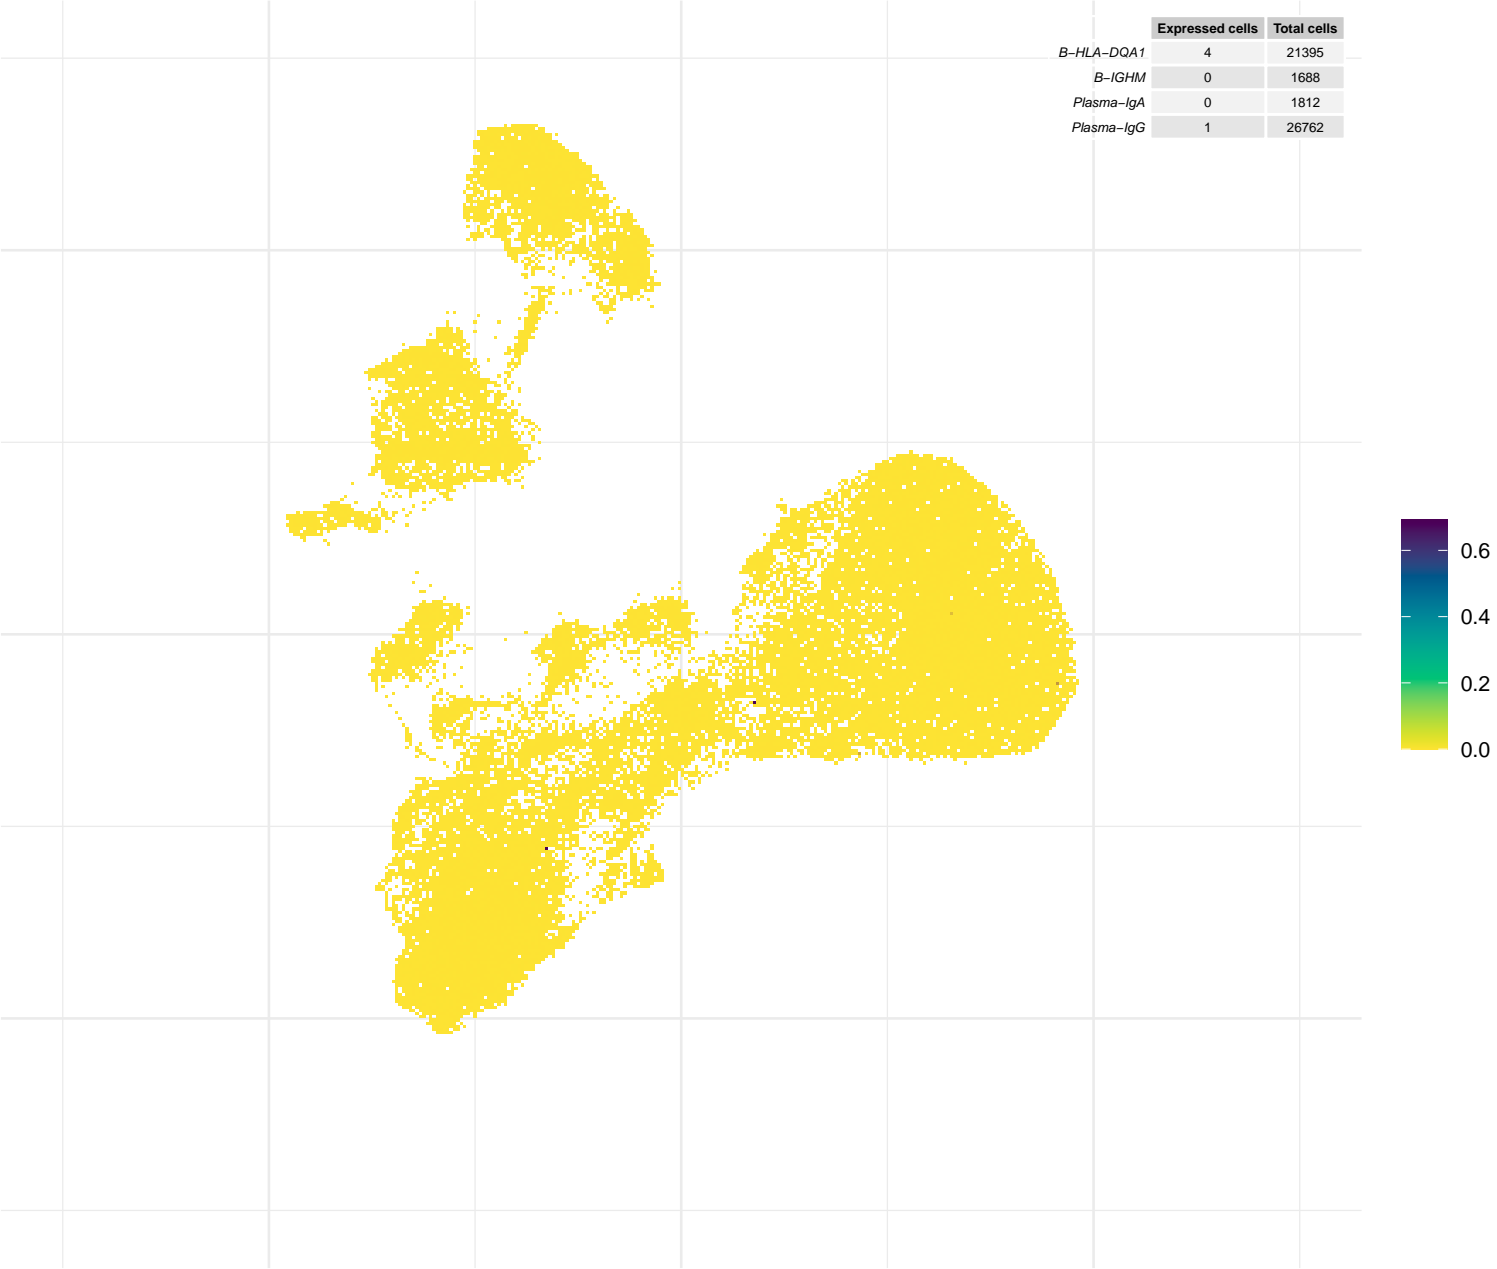 Expressed cells Total cells
B−HLA−DQA1 4 21395
B−IGHM 0 1688
Plasma−IgA 0 1812
Plasma−IgG 1 26762
0.6
0.4
0.2
0.0